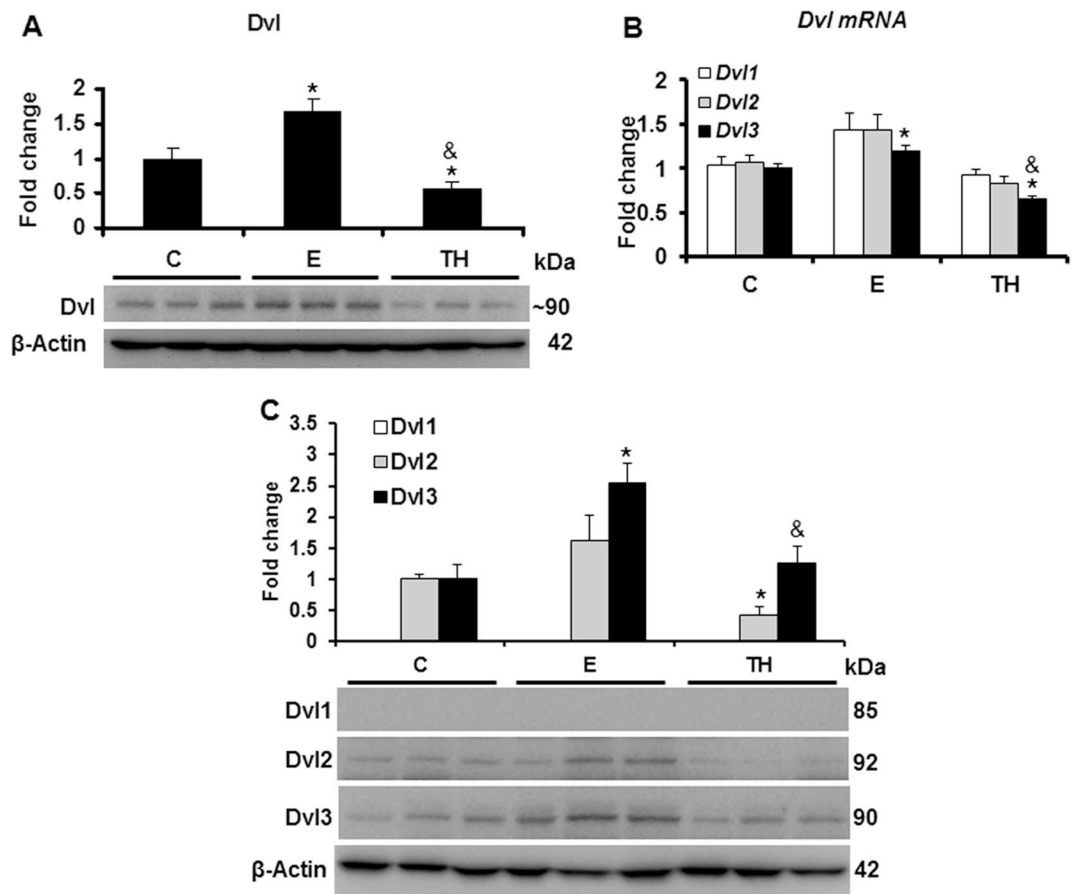 A
Dvl
Fold change
2
1.5
1
0.5
0
*
&
*
C E TH kDa
Dvl ~90
β-Actin 42
B
Dvl mRNA
Fold change
2
1.5
1
0.5
0
Dvl1
Dvl2
Dvl3
*
&
*
C E TH
C
Fold change
3.5
3
2.5
2
1.5
1
0.5
0
Dvl1
Dvl2
Dvl3
*
*
&
C E TH kDa
Dvl1 85
Dvl2 92
Dvl3 90
β-Actin 42